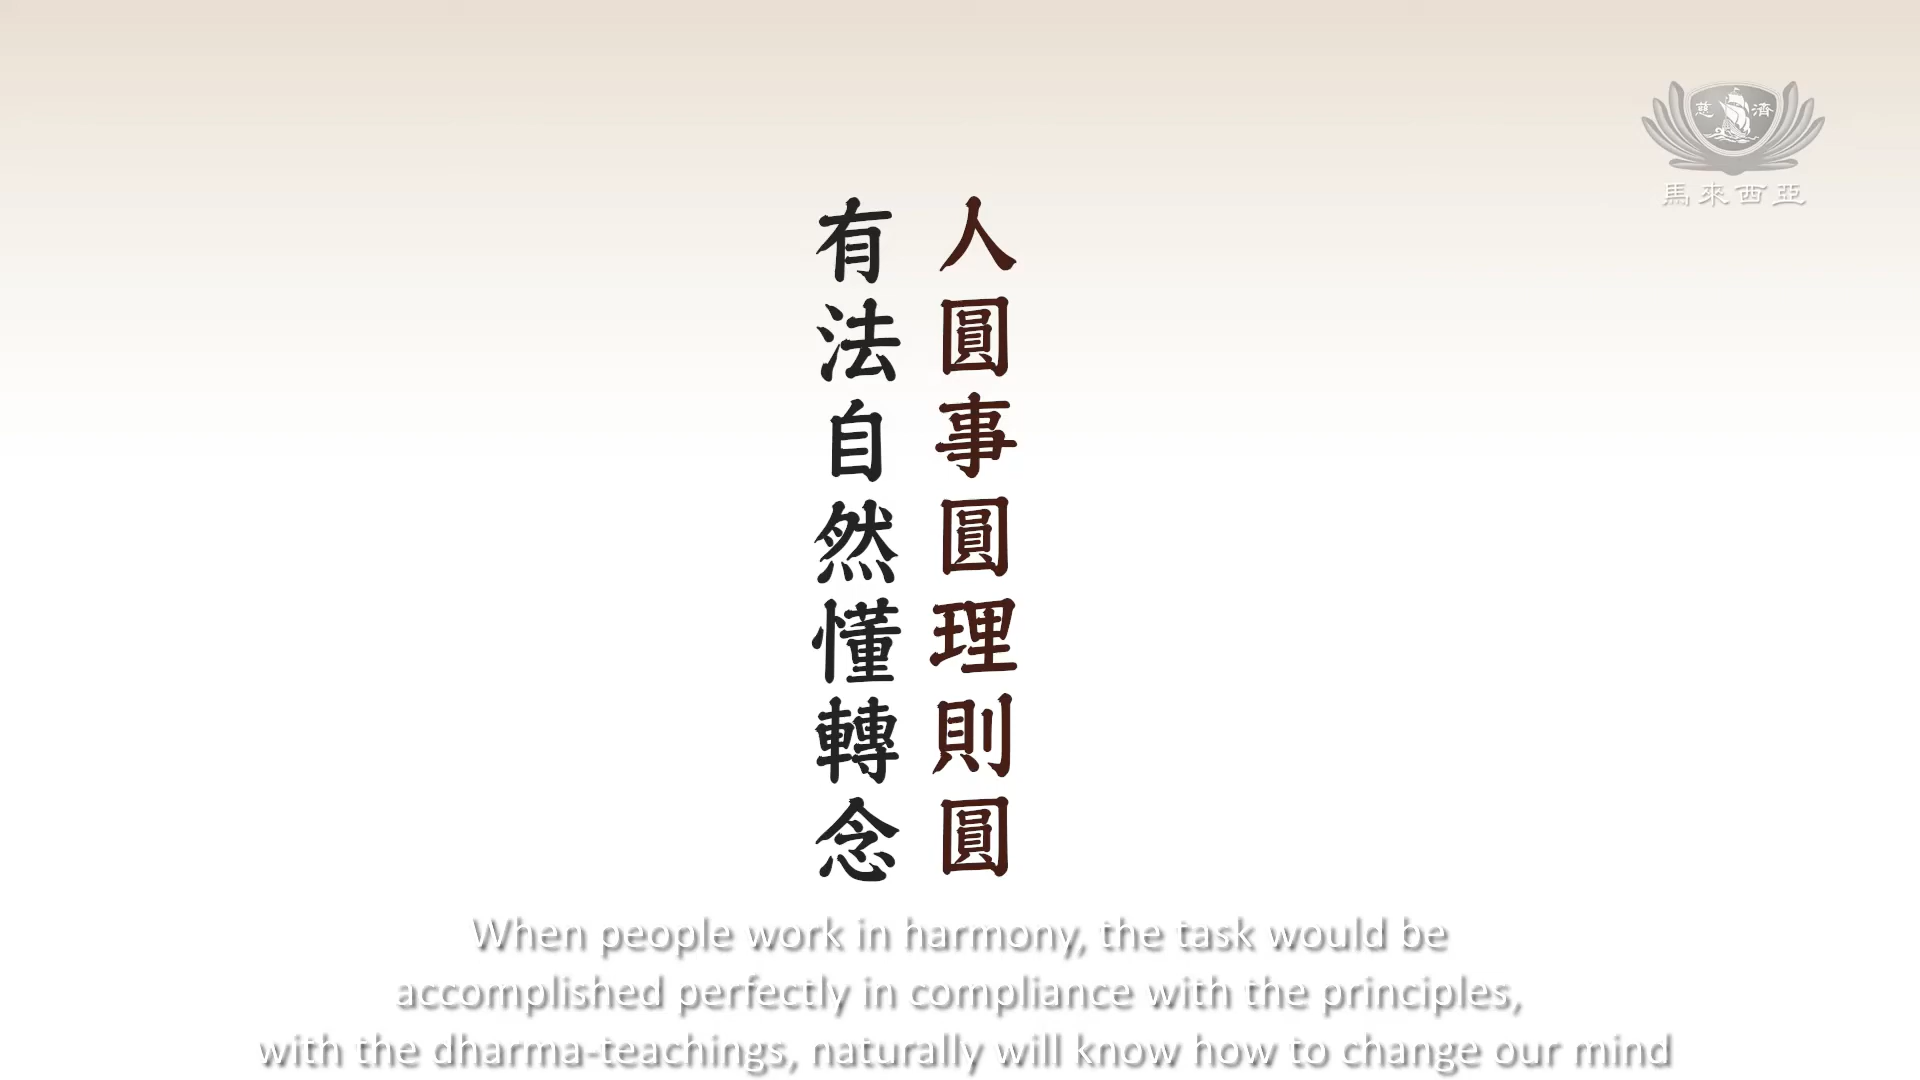 慈濟
馬來西亞
人圓事圓理則圓
有法自然懂轉念
When people work in harmony, the task would be
accomplished perfectly in compliance with the principles,
with the dharma-teachings, naturally will know how to change our mind